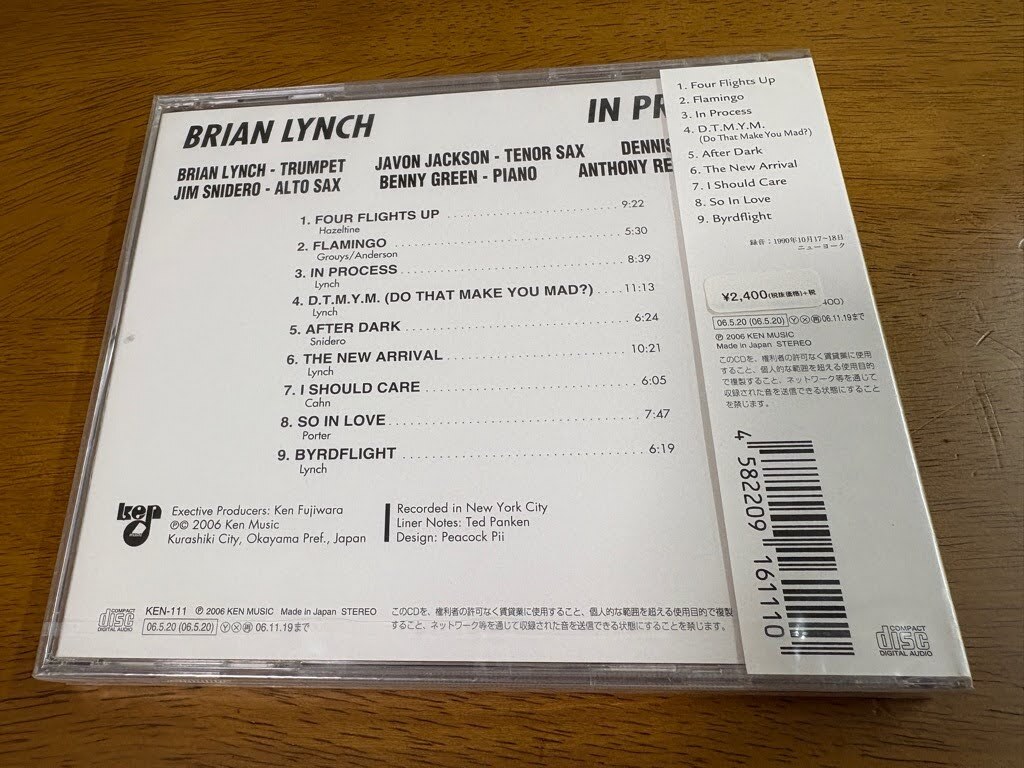 BRIAN LYNCH
IN PR
BRIAN LYNCH - TRUMPET
JAVON JACKSON - TENOR SAX
DENNIS
JIM SNIDERO - ALTO SAX
BENNY GREEN - PIANO
ANTHONY RE
1. FOUR FLIGHTS UP 9:22
Hazeltine
2. FLAMINGO 5:30
Grouys/Anderson
3. IN PROCESS 8:39
Lynch
4. D.T.M.Y.M. (DO THAT MAKE YOU MAD?) 11:13
Lynch
5. AFTER DARK 6:24
Snidero
6. THE NEW ARRIVAL 10:21
Lynch
7. I SHOULD CARE 6:05
Cahn
8. SO IN LOVE 7:47
Porter
9. BYRDFLIGHT 6:19
Lynch
ken
Exective Producers: Ken Fujiwara
℗© 2006 Ken Music
Kurashiki City, Okayama Pref., Japan
Recorded in New York City
Liner Notes: Ted Panken
Design: Peacock Pii
COMPACT
disc
DIGITAL AUDIO
KEN-111 ℗ 2006 KEN MUSIC Made in Japan STEREO
06.5.20 (06.5.20) Ⓨ Ⓧ ㊢ 06.11.19まで
このCDを、権利者の許可なく賃貸業に使用すること、個人的な範囲を超える使用目的で複製
すること、ネットワーク等を通じて収録された音を送信できる状態にすることを禁じます。
1. Four Flights Up
2. Flamingo
3. In Process
4. D.T.M.Y.M.
(Do That Make You Mad?)
5. After Dark
6. The New Arrival
7. I Should Care
8. So In Love
9. Byrdflight
録音:1990年10月17~18日
ニューヨーク
¥2,400(税抜価格)+税
400)
06.5.20 (06.5.20) Ⓨ Ⓧ ㊢ 06.11.19まで
℗ 2006 KEN MUSIC
Made in Japan STEREO
このCDを、権利者の許可なく賃貸業に使用
すること、個人的な範囲を超える使用目的
で複製すること、ネットワーク等を通じて
収録された音を送信できる状態にすること
を禁じます。
4 582209 161110
COMPACT
disc
DIGITAL AUDIO